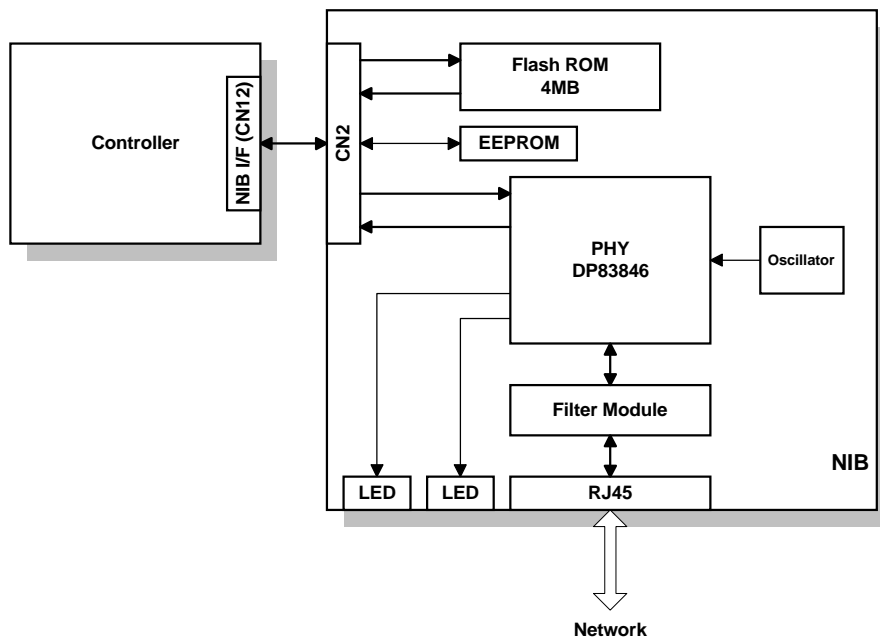 Controller
NIB I/F (CN12)
CN2
Flash ROM
4MB
EEPROM
PHY
DP83846
Oscillator
Filter Module
NIB
LED
LED
RJ45
Network